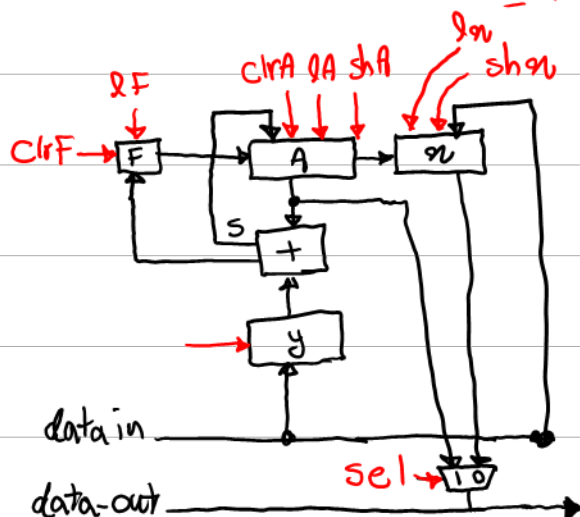 lx
clrA lA shA
shx
lF
clrF F A x
S
+
y
data in
sel 1 0
data-out